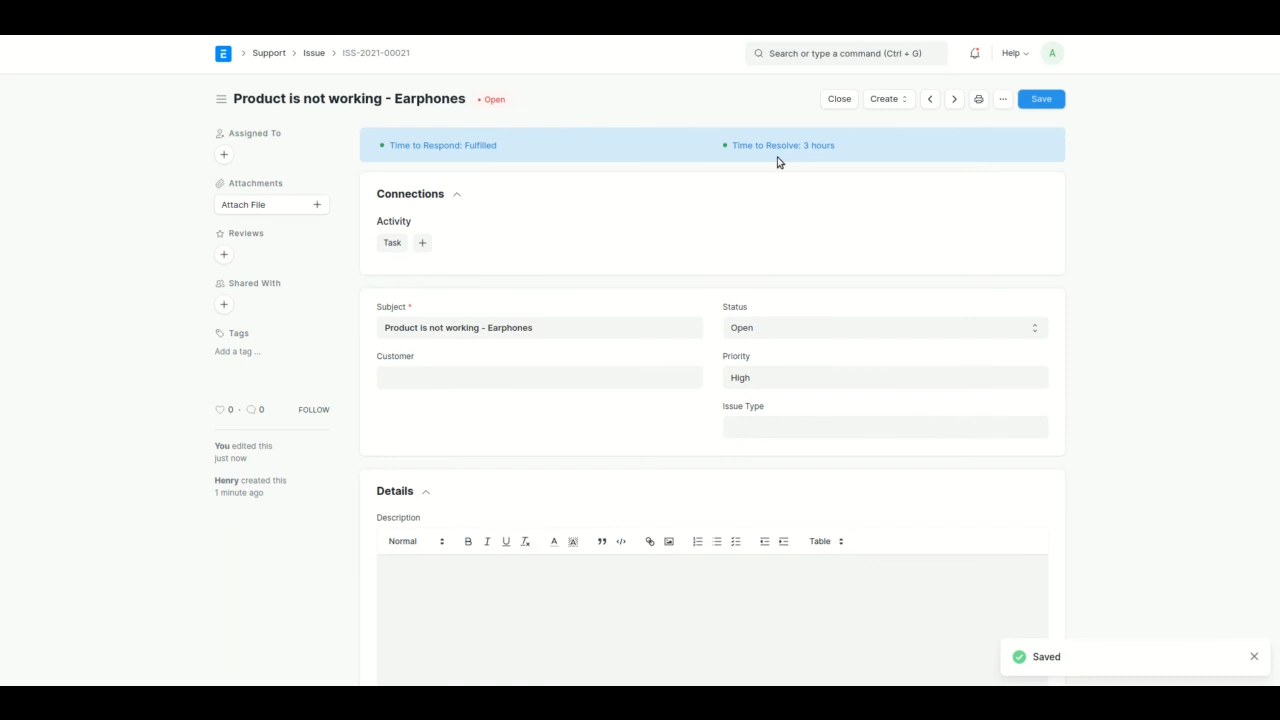 E Support Issue ISS-2021-00021 Search or type a command (Ctrl + G) Help A
Product is not working - Earphones Open Close Create Save
Assigned To
Time to Respond: Fulfilled Time to Resolve: 3 hours
Attachments
Attach File
Reviews
Shared With
Tags
Add a tag ...
0 · 0 FOLLOW
You edited this
just now
Henry created this
1 minute ago
Connections
Activity
Task
Subject *
Product is not working - Earphones
Customer
Status
Open
Priority
High
Issue Type
Details
Description
Normal B I U Tx A A Table
Saved